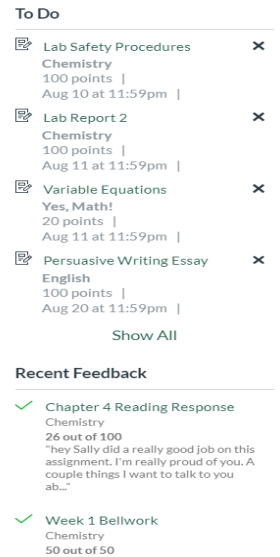 To Do
Lab Safety Procedures
Chemistry
100 points |
Aug 10 at 11:59pm |
Lab Report 2
Chemistry
100 points |
Aug 11 at 11:59pm |
Variable Equations
Yes, Math!
20 points |
Aug 11 at 11:59pm |
Persuasive Writing Essay
English
100 points |
Aug 20 at 11:59pm |
Show All
Recent Feedback
Chapter 4 Reading Response
Chemistry
26 out of 100
"hey Sally did a really good job on this
assignment. I'm really proud of you. A
couple things I want to talk to you
ab..."
Week 1 Bellwork
Chemistry
50 out of 50